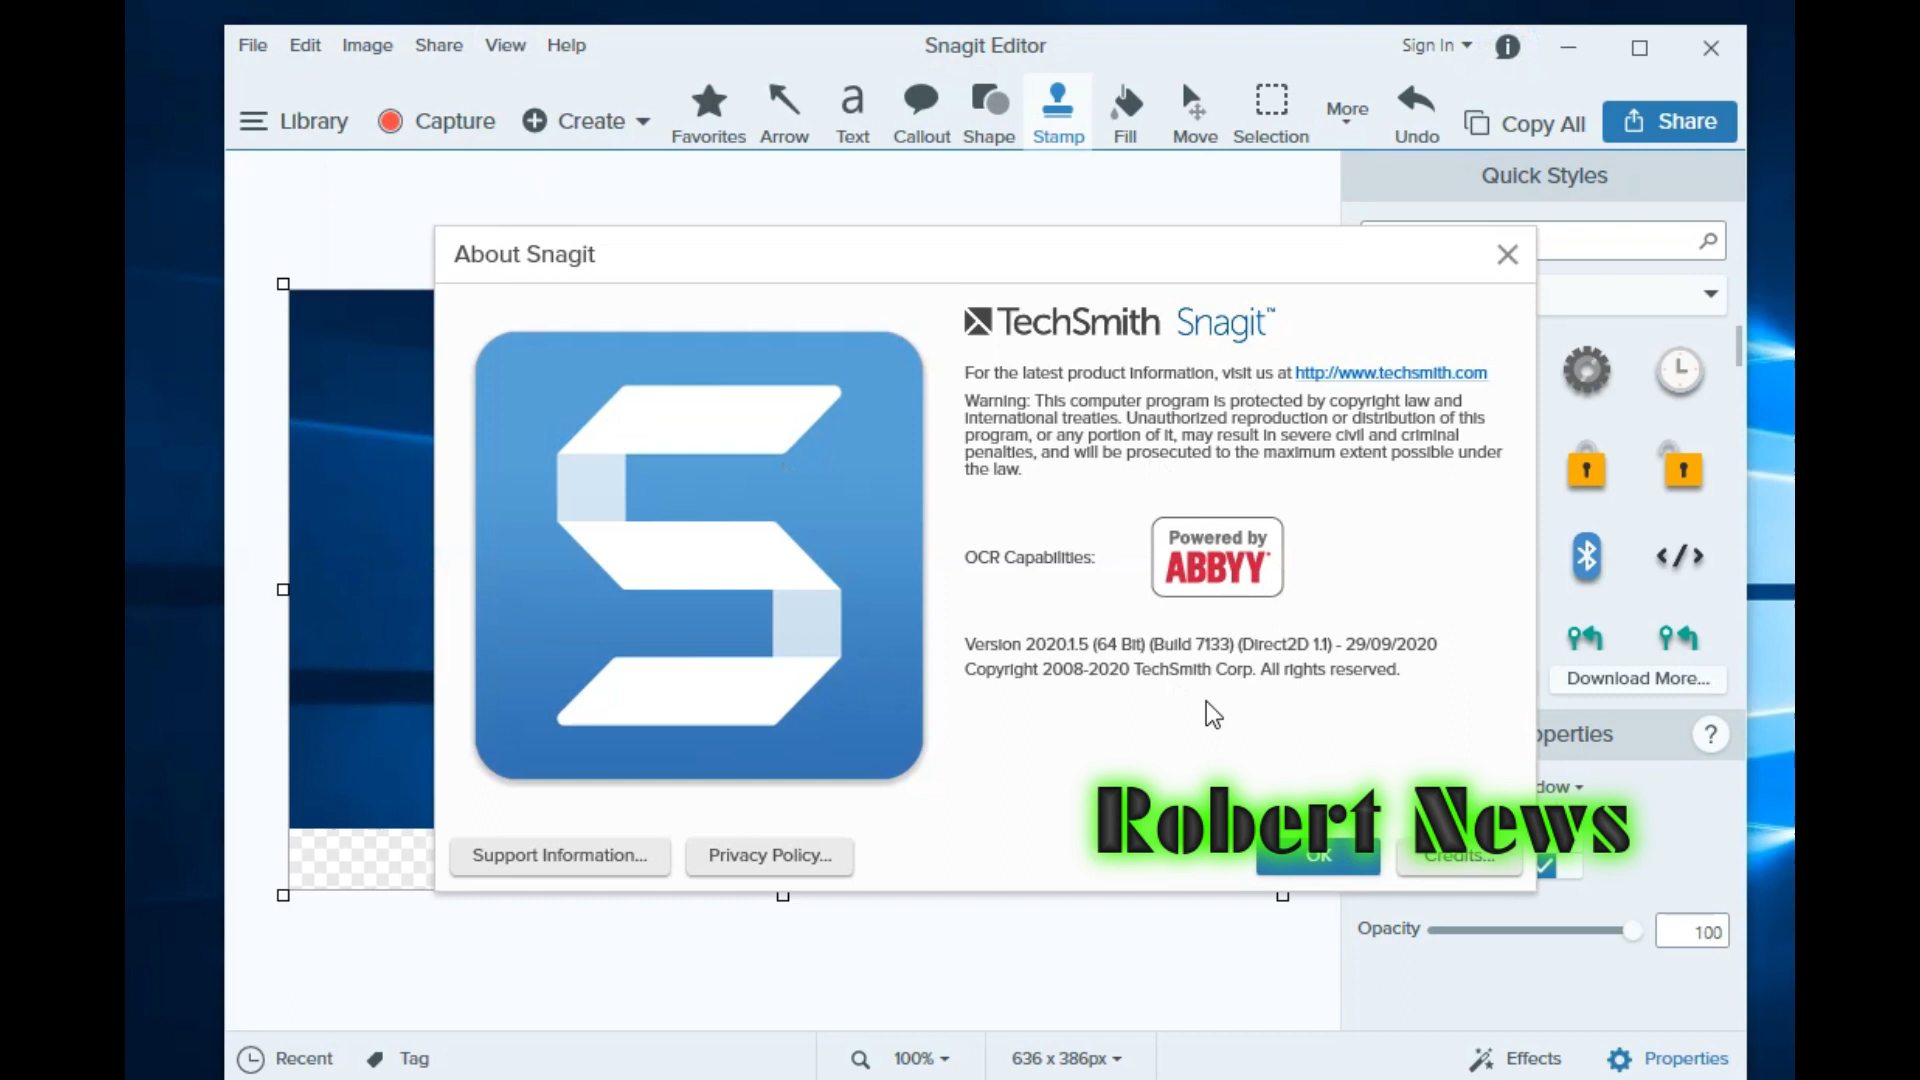 File Edit Image Share View Help Snagit Editor Sign In
Library Capture Create Favorites Arrow Text Callout Shape Stamp Fill Move Selection More Undo Copy All Share
Quick Styles
About Snagit
TechSmith Snagit™
For the latest product information, visit us at http://www.techsmith.com
Warning: This computer program is protected by copyright law and
international treaties. Unauthorized reproduction or distribution of this
program, or any portion of it, may result in severe civil and criminal
penalties, and will be prosecuted to the maximum extent possible under
the law.
OCR Capabilities:
Powered by
ABBYY
Version 2020.1.5 (64 Bit) (Build 7133) (Direct2D 1.1) - 29/09/2020
Copyright 2008-2020 TechSmith Corp. All rights reserved.
Download More...
operties ?
dow
Robert News
Support Information... Privacy Policy... OK Credits...
Opacity 100
Recent Tag 100% 636 x 386px Effects Properties